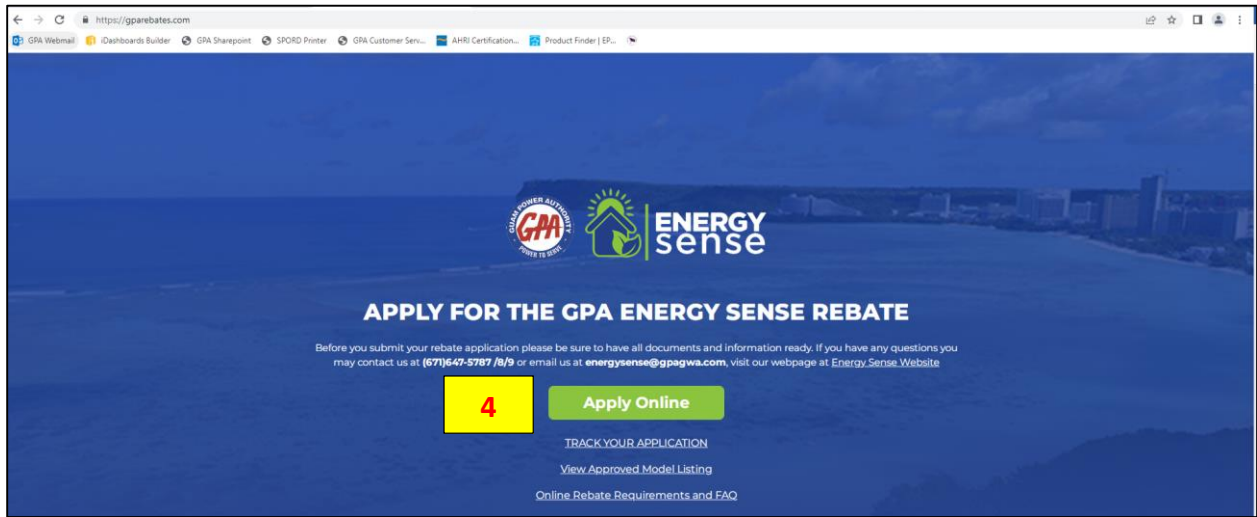 https://gparebates.com
GPA Webmail iDashboards Builder GPA Sharepoint SPORD Printer GPA Customer Serv... AHRI Certification... Product Finder | EP...
GUAM POWER AUTHORITY
GPA
POWER TO SERVE
ENERGY
sense
APPLY FOR THE GPA ENERGY SENSE REBATE
Before you submit your rebate application please be sure to have all documents and information ready. If you have any questions you
may contact us at (671)647-5787 /8/9 or email us at energysense@gpagwa.com, visit our webpage at Energy Sense Website
4
Apply Online
TRACK YOUR APPLICATION
View Approved Model Listing
Online Rebate Requirements and FAQ